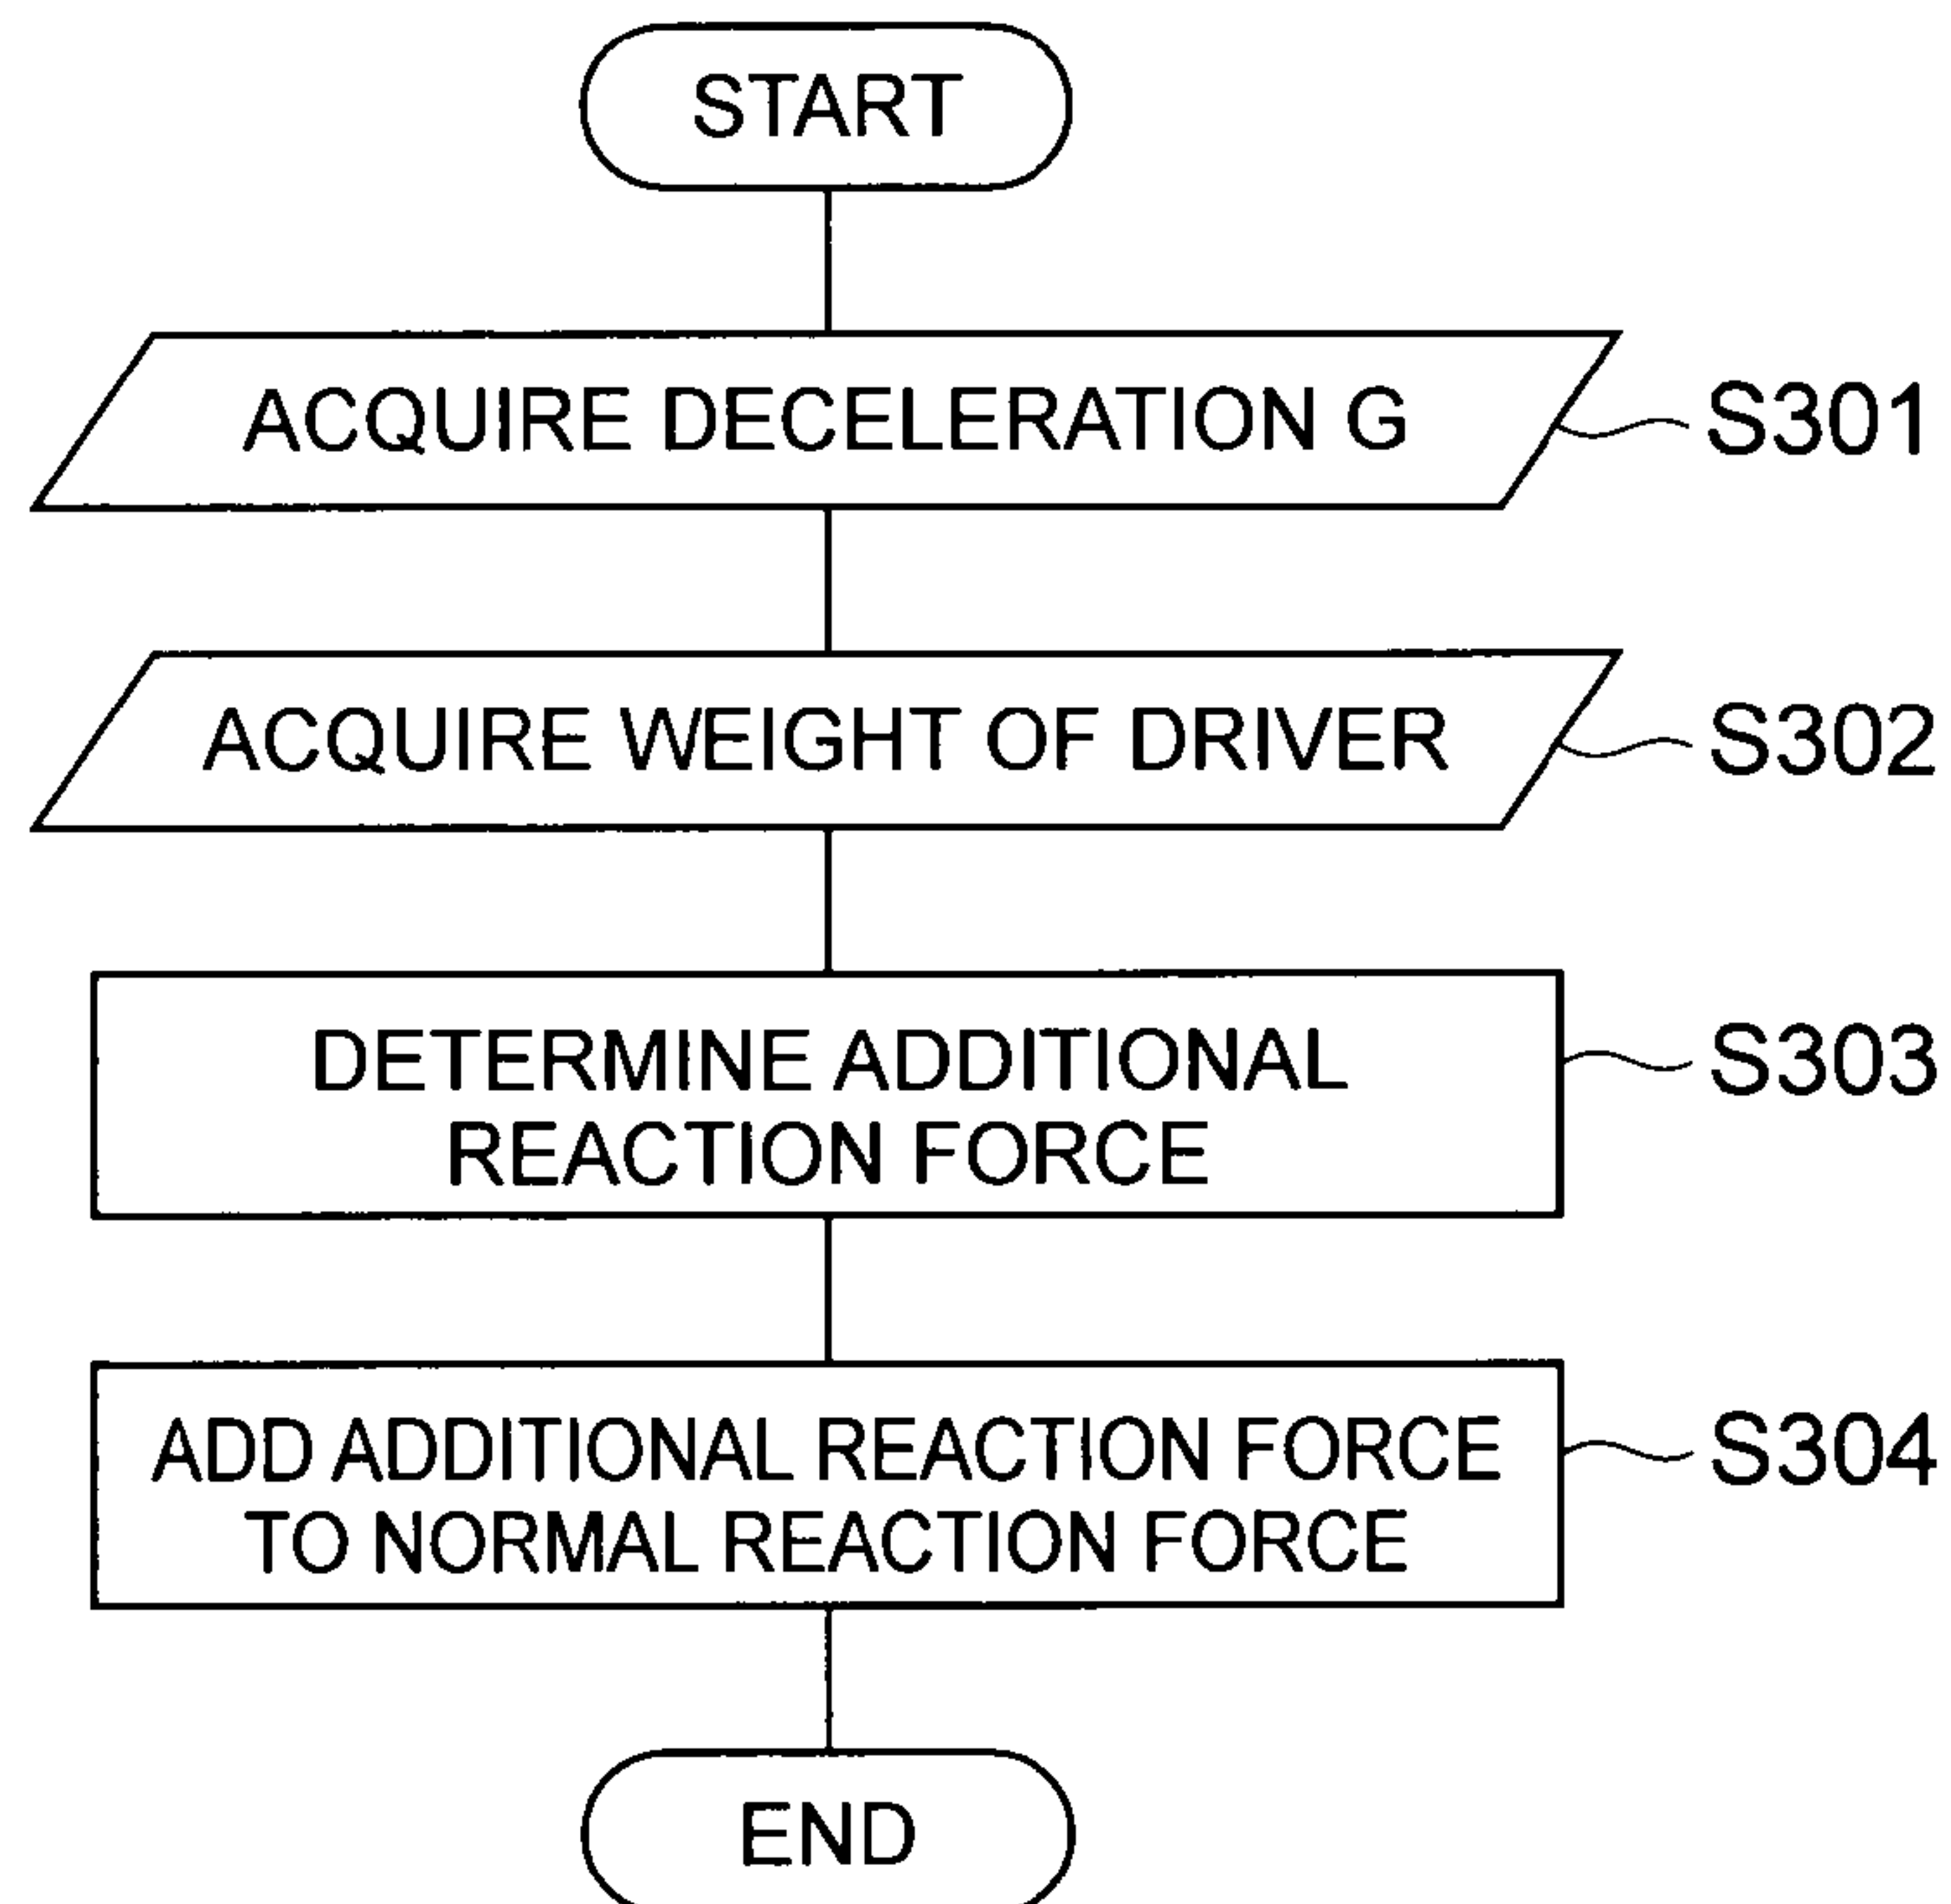 START
ACQUIRE DECELERATION G
S301
ACQUIRE WEIGHT OF DRIVER
S302
DETERMINE ADDITIONAL
REACTION FORCE
S303
ADD ADDITIONAL REACTION FORCE
TO NORMAL REACTION FORCE
S304
END